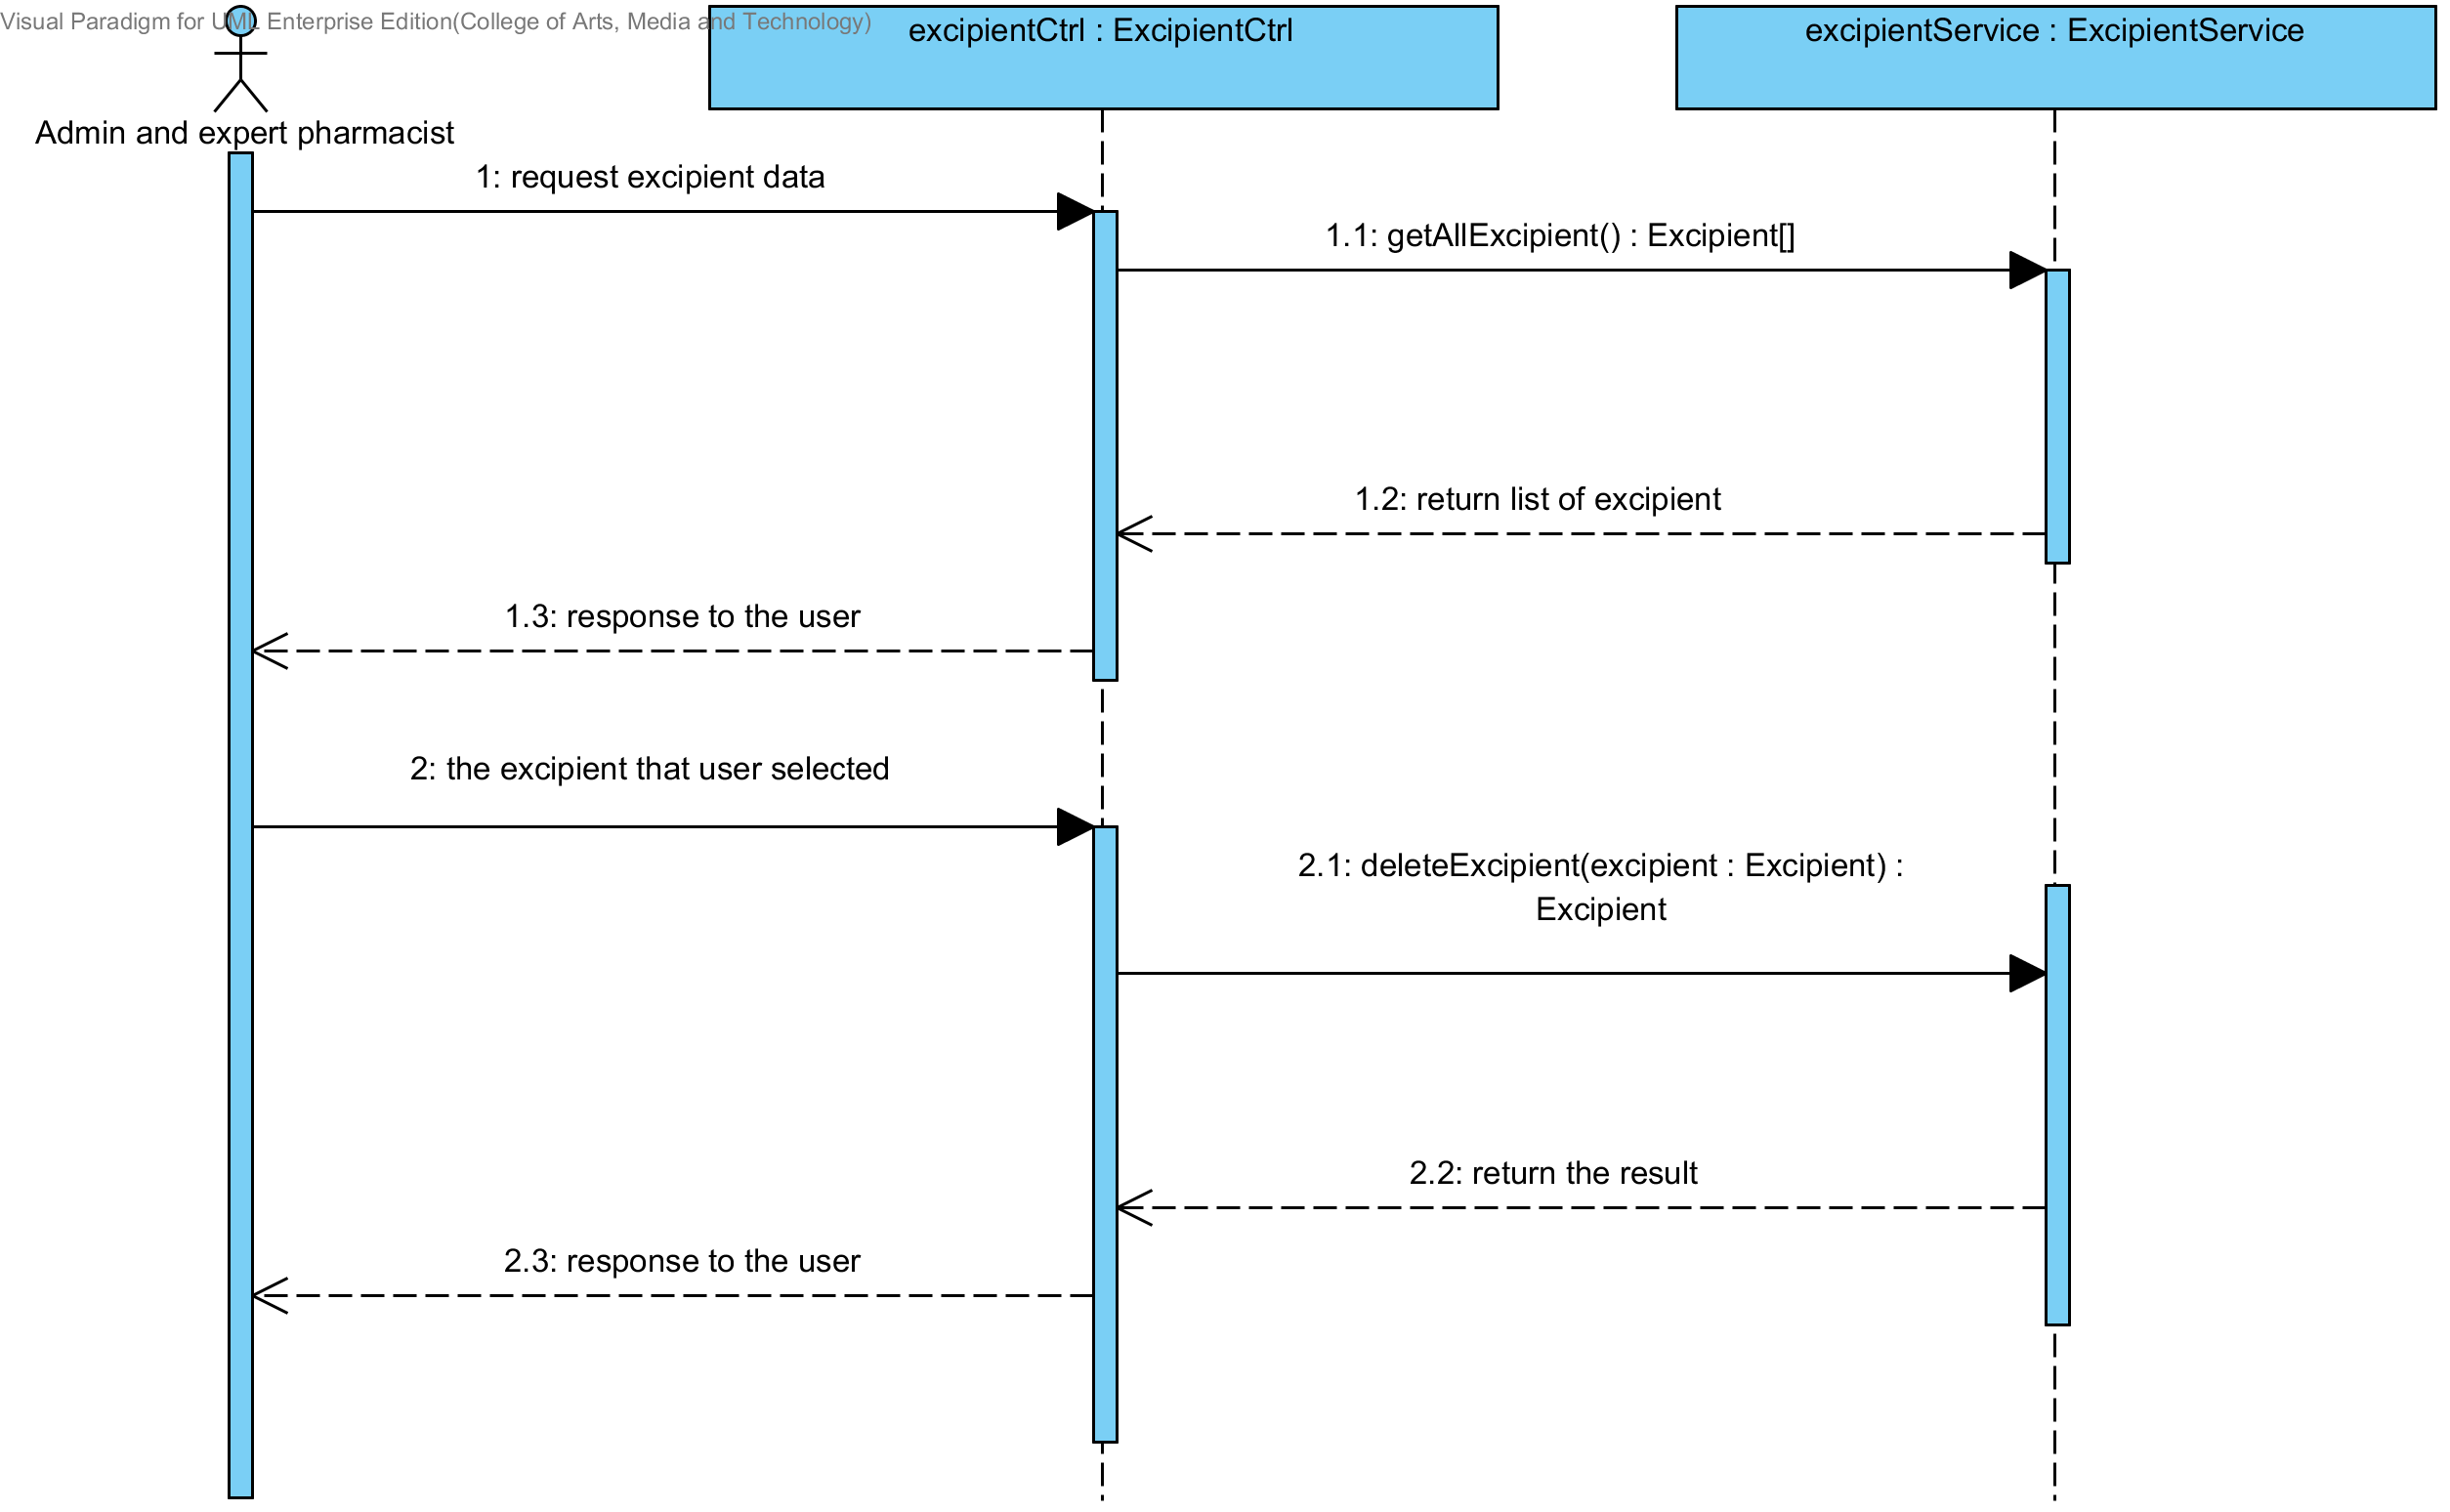 Visual Paradigm for UML Enterprise Edition(College of Arts, Media and Technology)
excipientCtrl : ExcipientCtrl
excipientService : ExcipientService
Admin and expert pharmacist
1: request excipient data
1.1: getAllExcipient() : Excipient[]
1.2: return list of excipient
1.3: response to the user
2: the excipient that user selected
2.1: deleteExcipient(excipient : Excipient) :
Excipient
2.2: return the result
2.3: response to the user